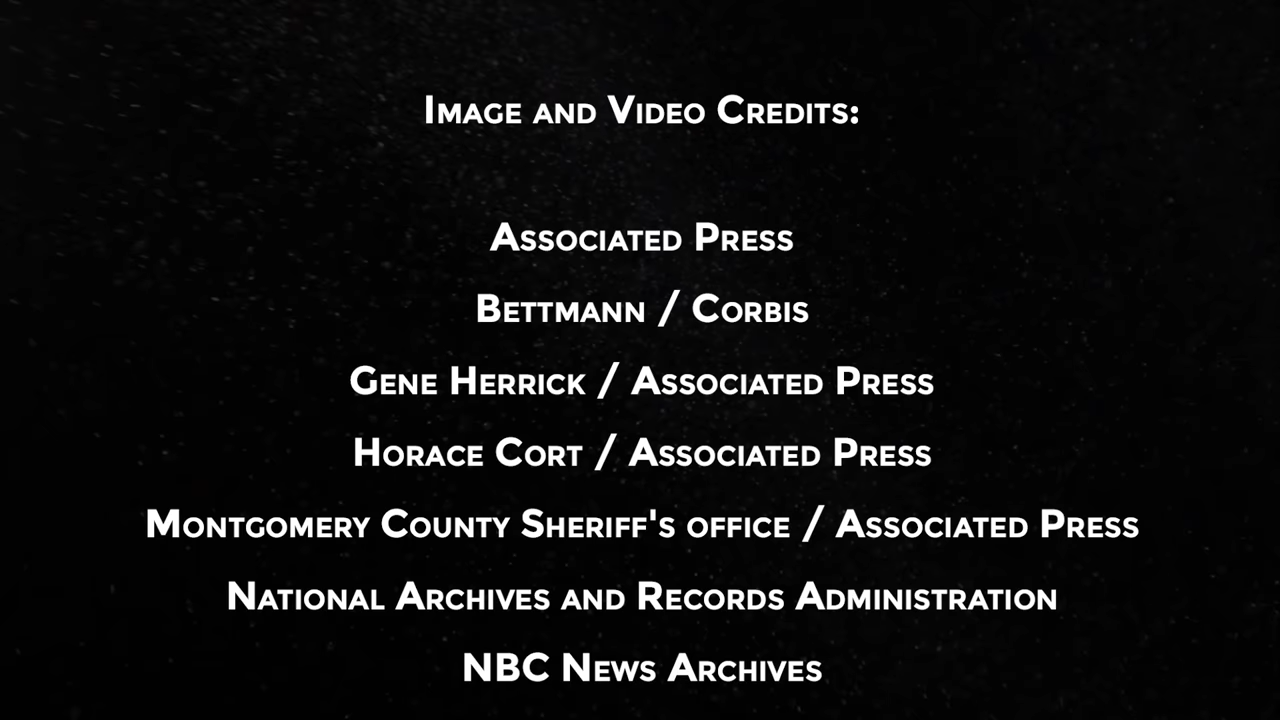 Image and Video Credits:
Associated Press
Bettmann / Corbis
Gene Herrick / Associated Press
Horace Cort / Associated Press
Montgomery County Sheriff's office / Associated Press
National Archives and Records Administration
NBC News Archives